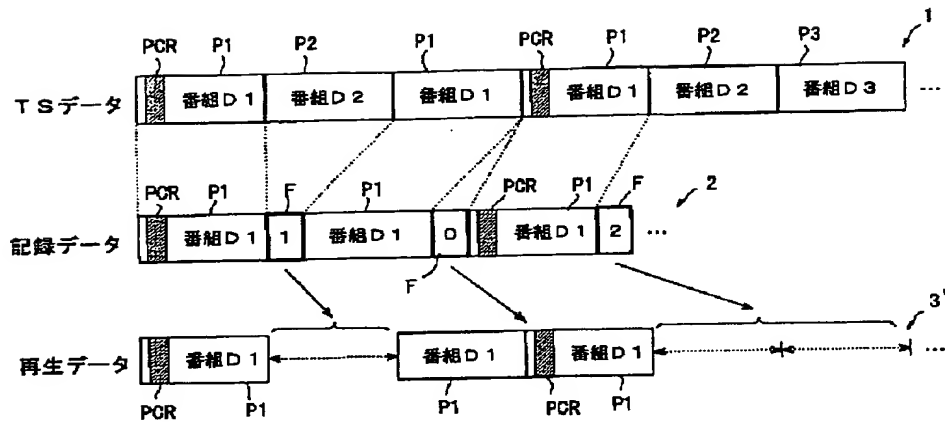 PCR P1 P2 P1 PCR P1 P2 P3 1
TSデータ 番組D1 番組D2 番組D1 番組D1 番組D2 番組D3 …
PCR P1 F P1 PCR P1 F 2
記録データ 番組D1 1 番組D1 0 番組D1 2 …
F
3'
再生データ 番組D1 番組D1 番組D1 …
PCR P1 P1 PCR P1